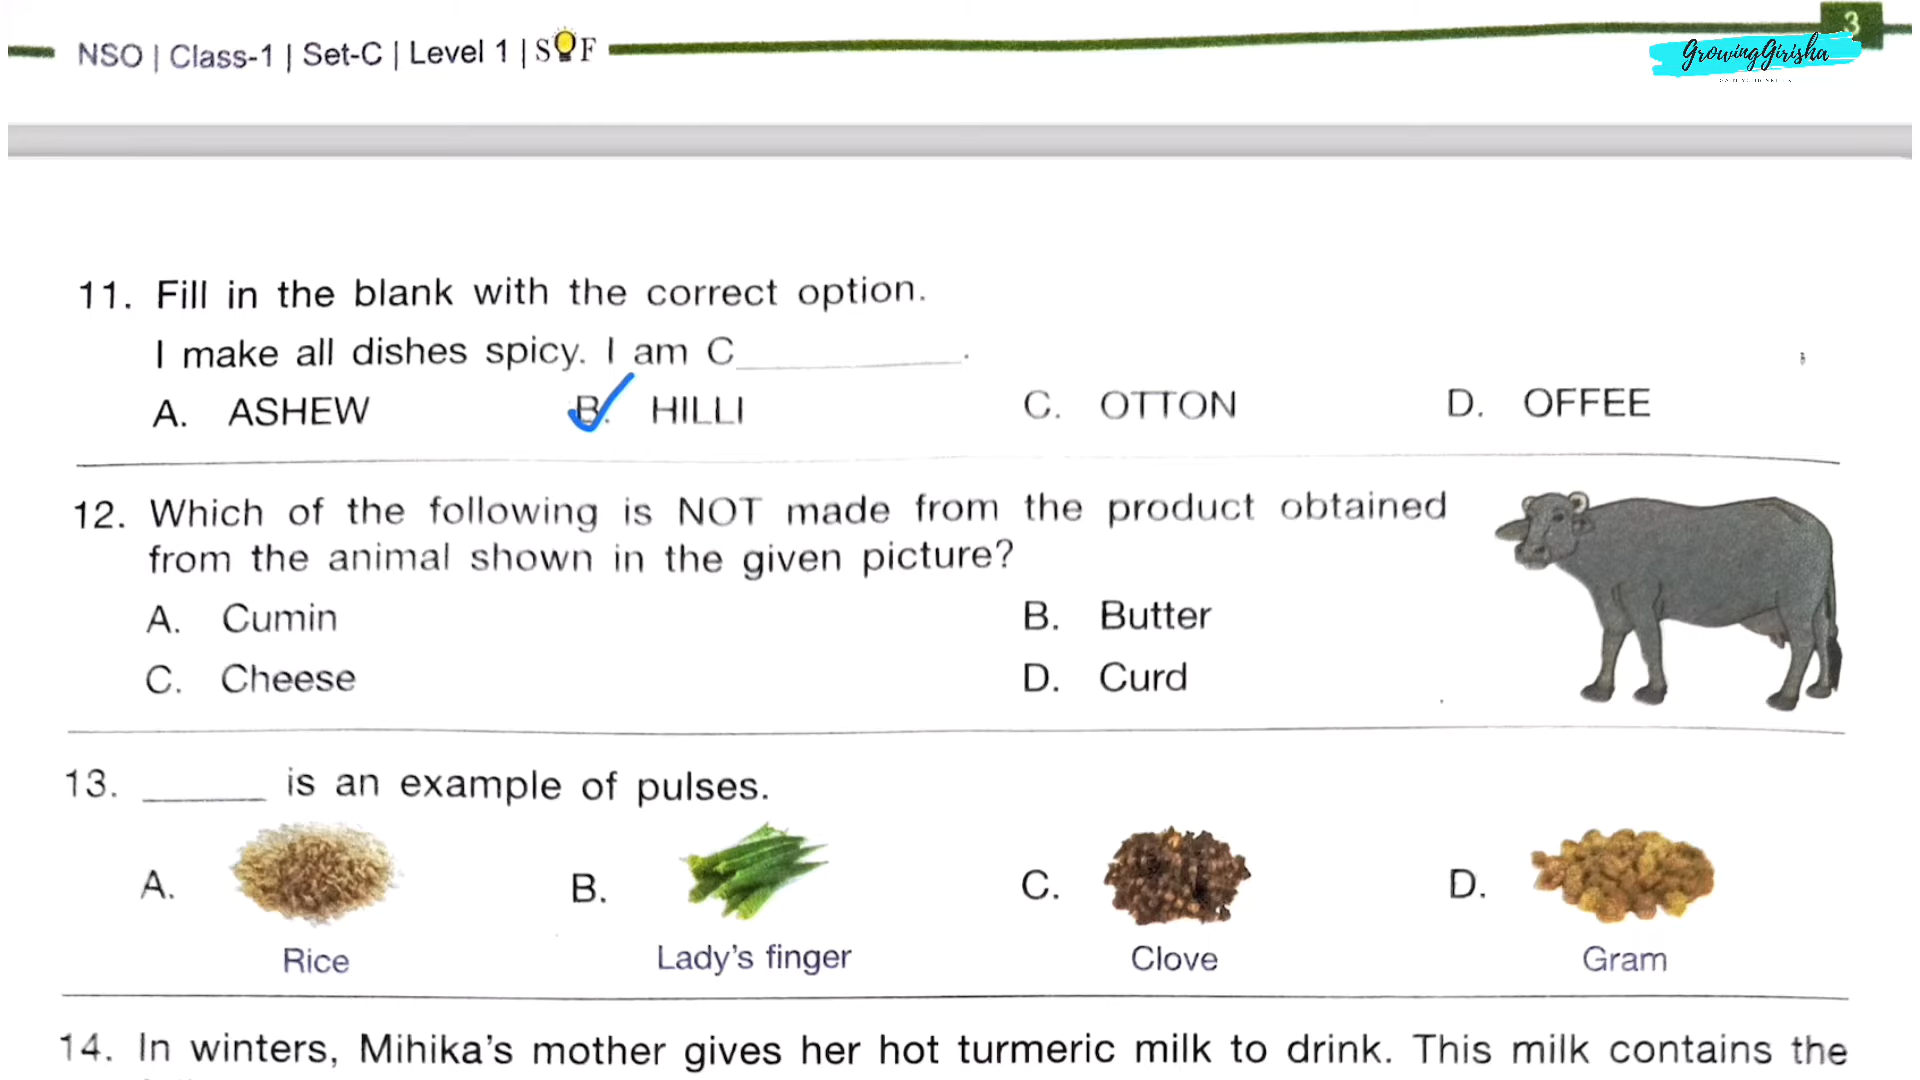 3
NSO | Class-1 | Set-C | Level 1 | SOF
GrowingGirisha
11. Fill in the blank with the correct option.
I make all dishes spicy. I am C__________.
A. ASHEW B. HILLI C. OTTON D. OFFEE
12. Which of the following is NOT made from the product obtained
from the animal shown in the given picture?
A. Cumin B. Butter
C. Cheese D. Curd
13. ______ is an example of pulses.
A. B. C. D.
Rice Lady's finger Clove Gram
14. In winters, Mihika's mother gives her hot turmeric milk to drink. This milk contains the